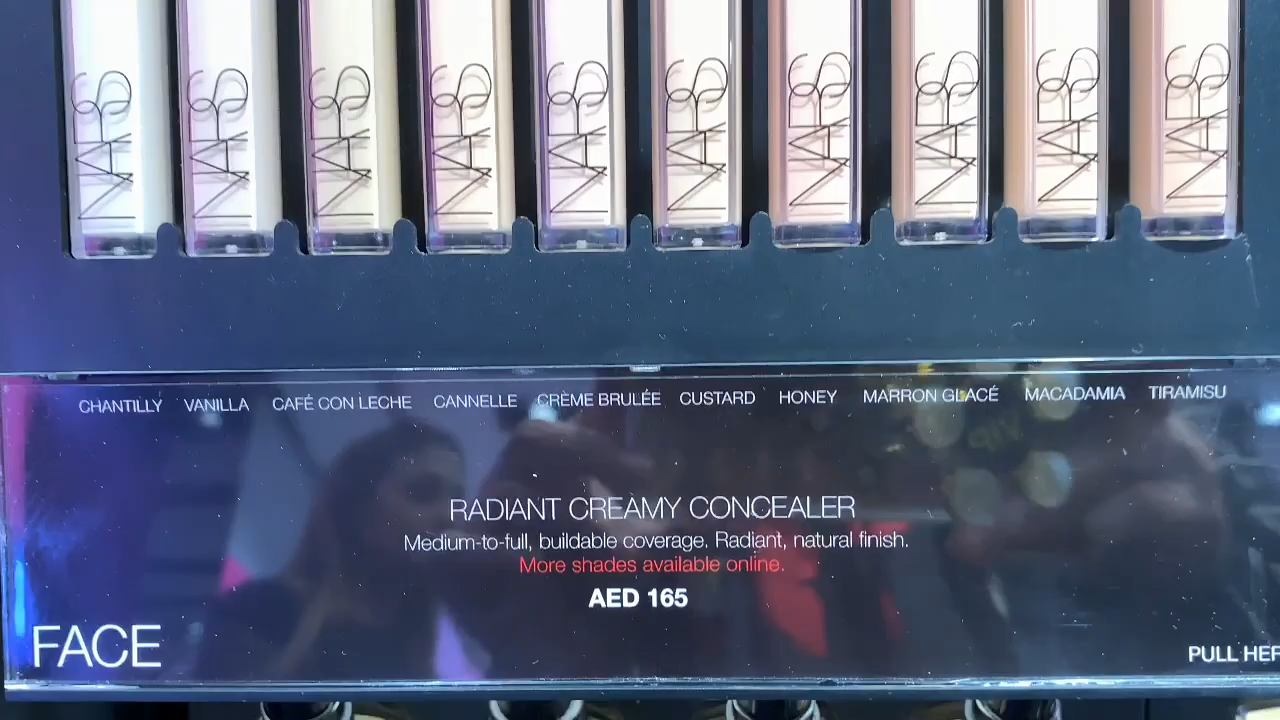 NARS NARS NARS NARS NARS NARS NARS NARS NARS NARS
CHANTILLY VANILLA CAFÉ CON LECHE CANNELLE CRÈME BRULÉE CUSTARD HONEY MARRON GLACÉ MACADAMIA TIRAMISU
RADIANT CREAMY CONCEALER
Medium-to-full, buildable coverage. Radiant, natural finish.
More shades available online.
AED 165
FACE
PULL